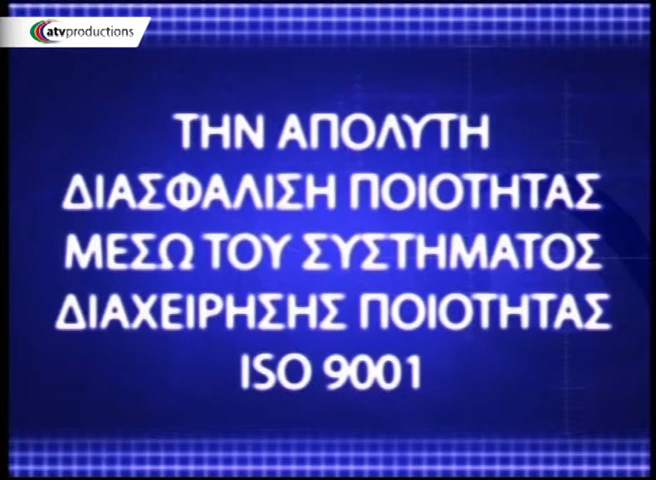 atvproductions
ΤΗΝ ΑΠΟΛΥΤΗ
ΔΙΑΣΦΑΛΙΣΗ ΠΟΙΟΤΗΤΑΣ
ΜΕΣΩ ΤΟΥ ΣΥΣΤΗΜΑΤΟΣ
ΔΙΑΧΕΙΡΗΣΗΣ ΠΟΙΟΤΗΤΑΣ
ISO 9001